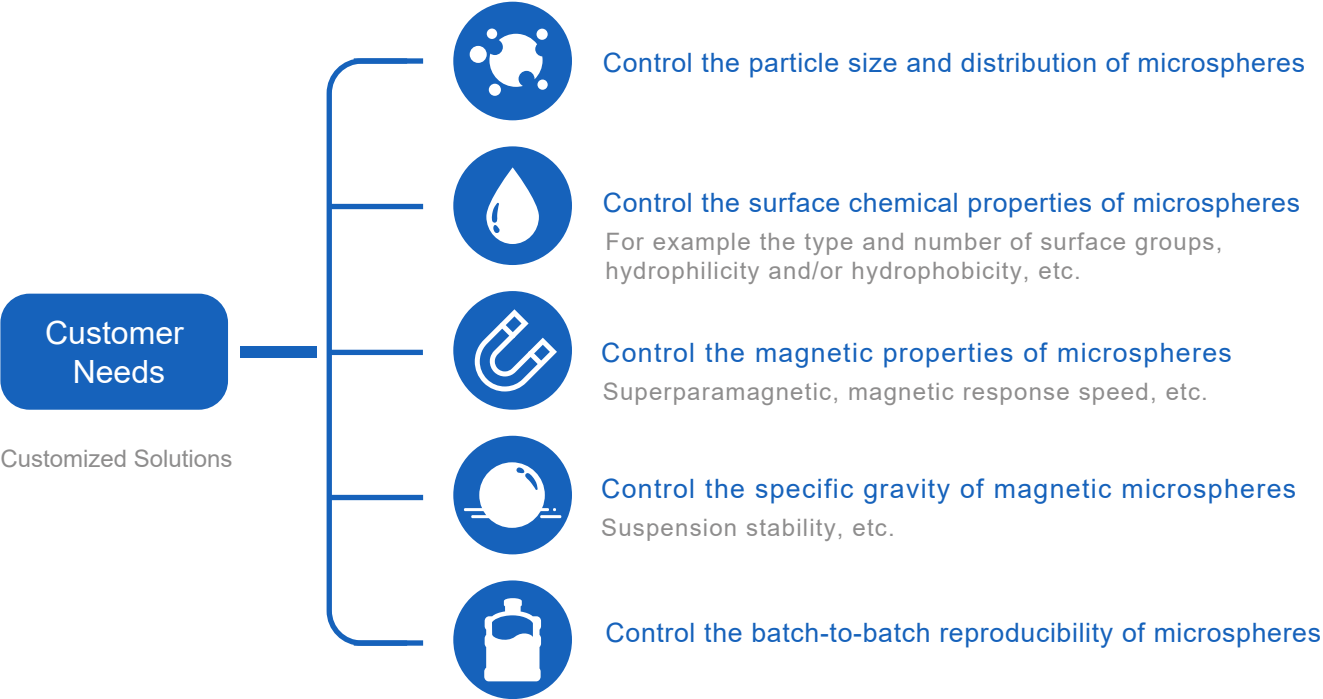 Customer
Needs
Customized Solutions
Control the particle size and distribution of microspheres
Control the surface chemical properties of microspheres
For example the type and number of surface groups,
hydrophilicity and/or hydrophobicity, etc.
Control the magnetic properties of microspheres
Superparamagnetic, magnetic response speed, etc.
Control the specific gravity of magnetic microspheres
Suspension stability, etc.
Control the batch-to-batch reproducibility of microspheres